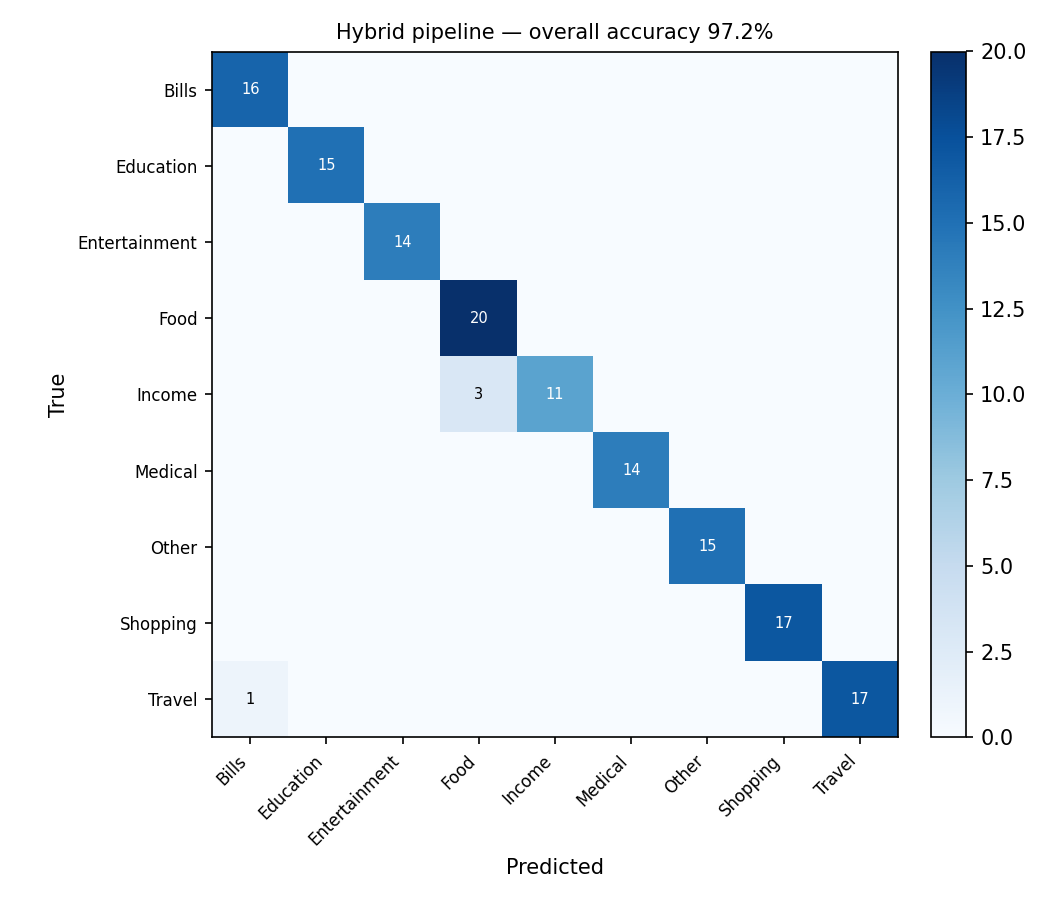 Hybrid pipeline — overall accuracy 97.2%
Bills
Education
Entertainment
Food
Income
Medical
Other
Shopping
Travel
True
16
15
14
20
3 11
14
15
17
1 17
Bills
Education
Entertainment
Food
Income
Medical
Other
Shopping
Travel
Predicted
20.0
17.5
15.0
12.5
10.0
7.5
5.0
2.5
0.0